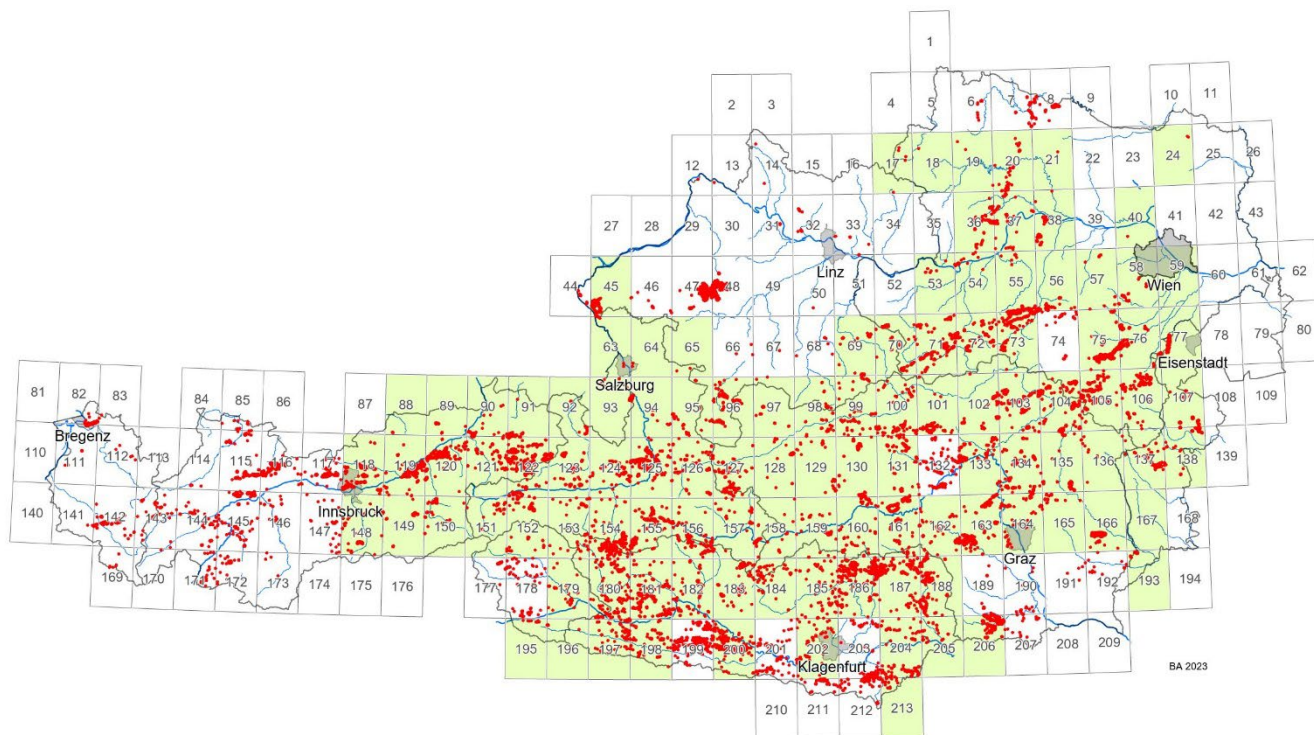 1
2 3 4 5 6 7 8 9 10 11
12 13 14 15 16 17 18 19 20 21 22 23 24 25 26
27 28 29 30 31 32 33 34 35 36 37 38 39 40 41 42 43
Linz
Wien
44 45 46 47 48 49 50 51 52 53 54 55 56 57 58 59 60 61 62
63 64 65 66 67 68 69 70 71 72 73 74 75 76 77 78 79 80
Salzburg
Eisenstadt
81 82 83 84 85 86 87 88 89 90 91 92 93 94 95 96 97 98 99 100 101 102 103 104 105 106 107 108 109
Bregenz
110 111 112 113 114 115 116 117 118 119 120 121 122 123 124 125 126 127 128 129 130 131 132 133 134 135 136 137 138 139
Innsbruck
140 141 142 143 144 145 146 147 148 149 150 151 152 153 154 155 156 157 158 159 160 161 162 163 164 165 166 167 168
Graz
169 170 171 172 173 174 175 176 177 178 179 180 181 182 183 184 185 186 187 188 189 190 191 192 193 194
195 196 197 198 199 200 201 202 203 204 205 206 207 208 209
Klagenfurt
BA 2023
210 211 212 213